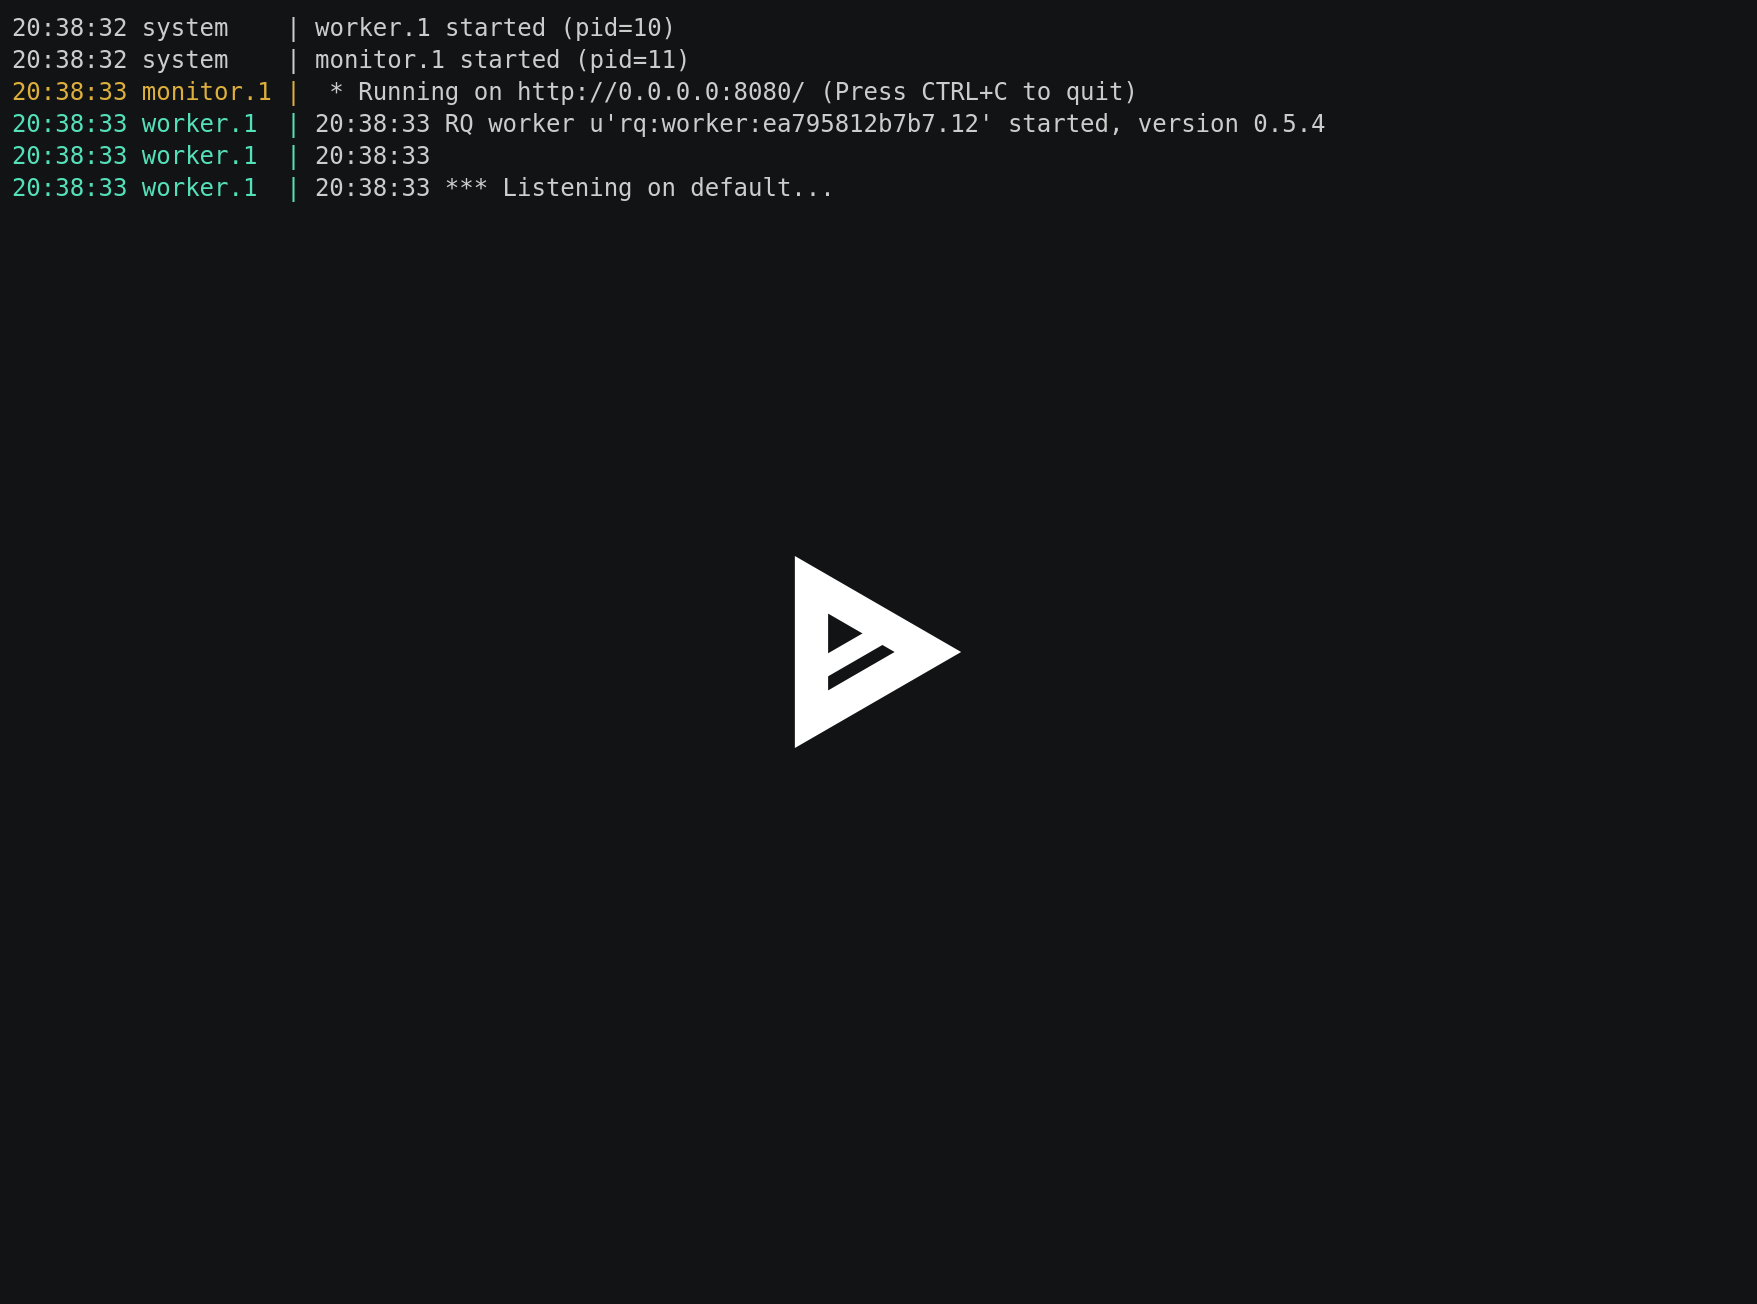 20:38:32 system    | worker.1 started (pid=10)
20:38:32 system    | monitor.1 started (pid=11)
20:38:33 monitor.1 |  * Running on http://0.0.0.0:8080/ (Press CTRL+C to quit)
20:38:33 worker.1  | 20:38:33 RQ worker u'rq:worker:ea795812b7b7.12' started, version 0.5.4
20:38:33 worker.1  | 20:38:33
20:38:33 worker.1  | 20:38:33 *** Listening on default...